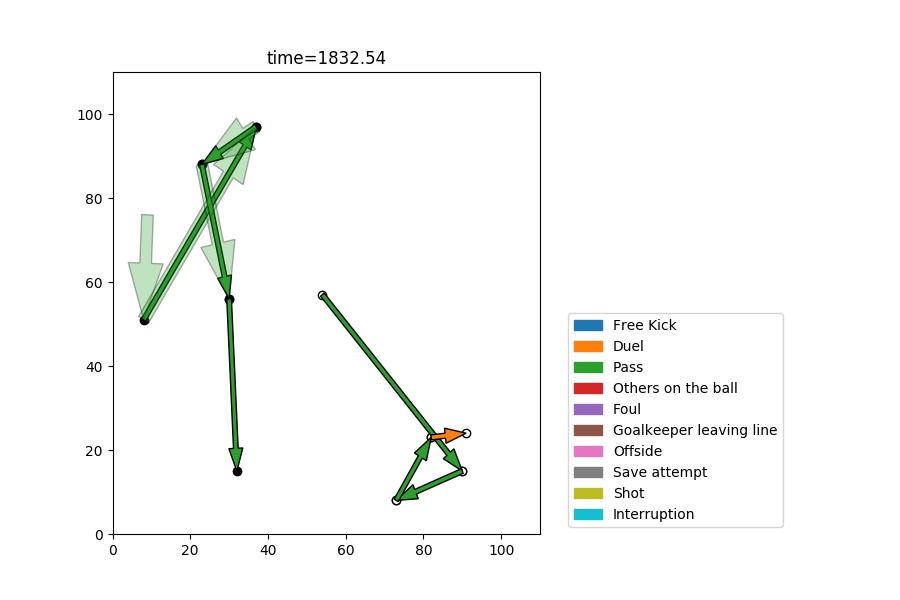 time=1832.54
100
80
60
40
20
0
0 20 40 60 80 100
Free Kick
Duel
Pass
Others on the ball
Foul
Goalkeeper leaving line
Offside
Save attempt
Shot
Interruption